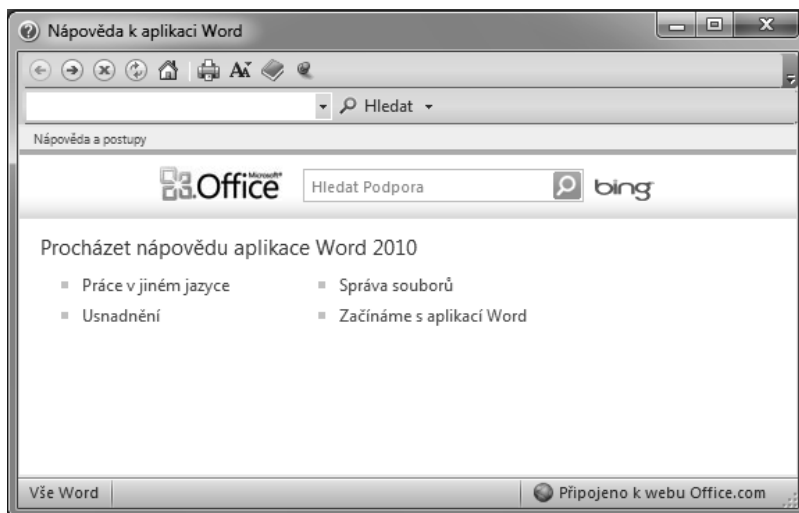 Nápověda k aplikaci Word
Hledat
Nápověda a postupy
Microsoft®
Office
Hledat Podpora
bing
Procházet nápovědu aplikace Word 2010
Práce v jiném jazyce
Správa souborů
Usnadnění
Začínáme s aplikací Word
Vše Word
Připojeno k webu Office.com